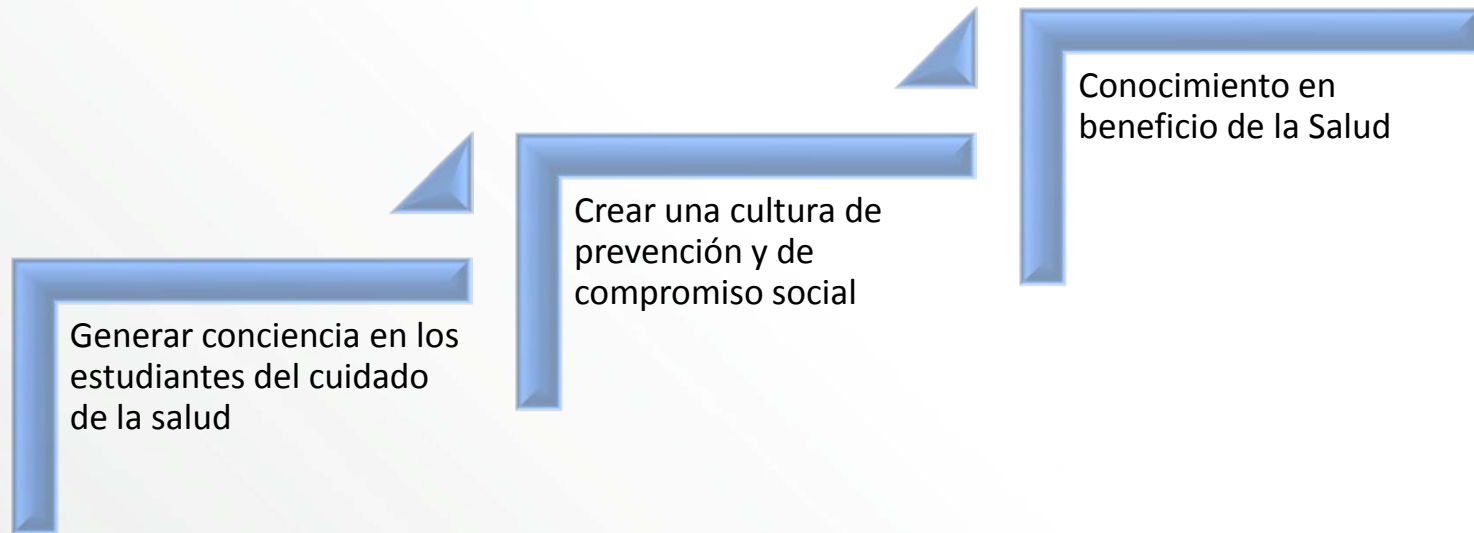 Generar conciencia en los
estudiantes del cuidado
de la salud
Crear una cultura de
prevención y de
compromiso social
Conocimiento en
beneficio de la Salud